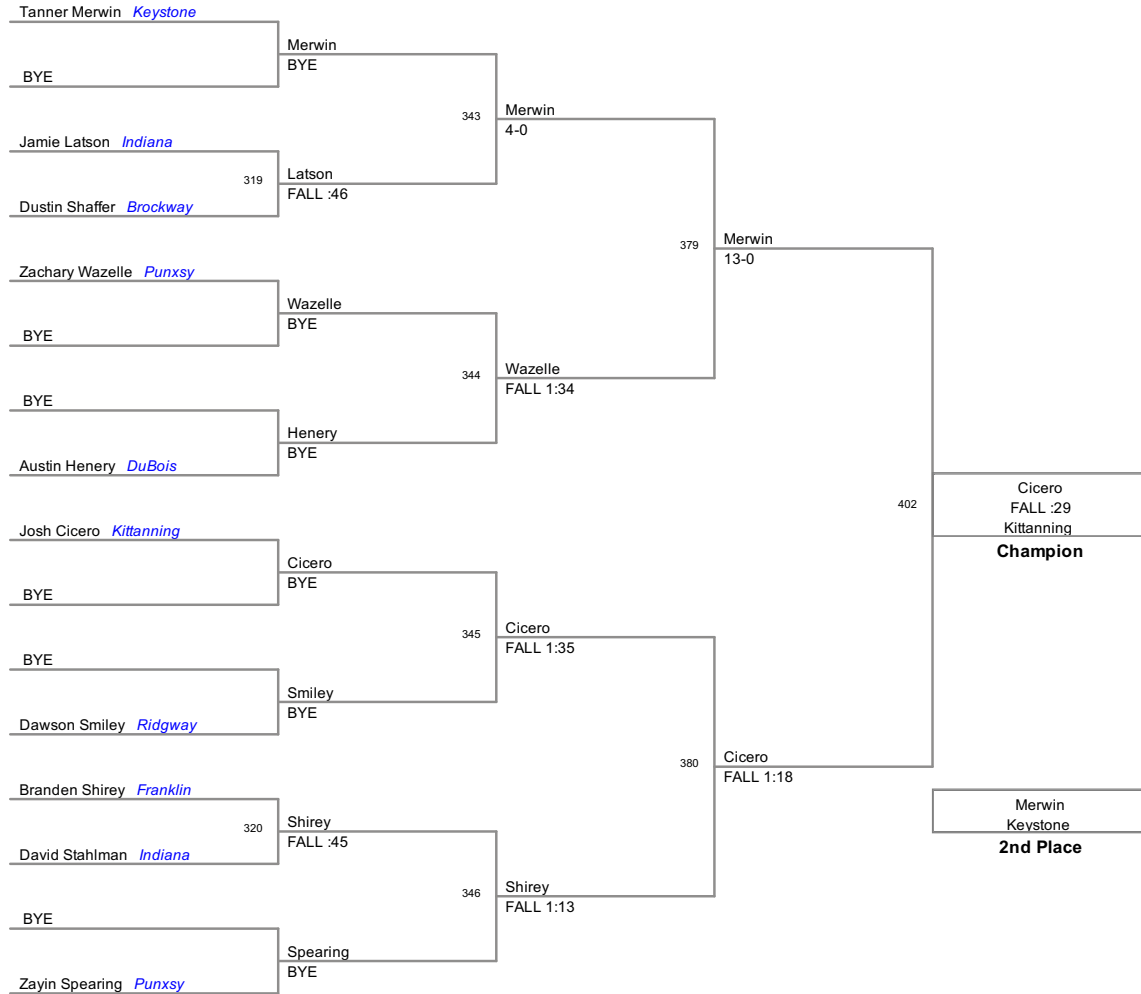 Tanner Merwin Keystone
BYE
Jamie Latson Indiana
319
Dustin Shaffer Brockway
Zachary Wazelle Punxsy
BYE
BYE
Austin Henery DuBois
Josh Cicero Kittanning
BYE
BYE
Dawson Smiley Ridgway
Branden Shirey Franklin
320
David Stahlman Indiana
BYE
Zayin Spearing Punxsy
Merwin
BYE
343
Latson
FALL :46
Wazelle
BYE
344
Henery
BYE
Cicero
BYE
345
Smiley
BYE
Shirey
FALL :45
346
Spearing
BYE
Merwin
4-0
379
Wazelle
FALL 1:34
Cicero
FALL 1:35
380
Shirey
FALL 1:13
Merwin
13-0
402
Cicero
FALL 1:18
Cicero
FALL :29
Kittanning
Champion
Merwin
Keystone
2nd Place